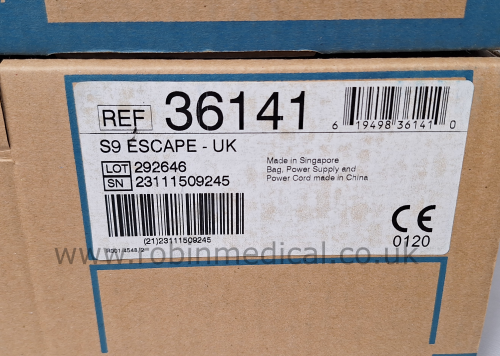 REF 36141
6 19498 36141 0
S9 ESCAPE - UK
LOT 292646
SN 23111509245
Made in Singapore
Bag, Power Supply and
Power Cord made in China
(21)23111509245
CE
0120
www.robinmedical.co.uk